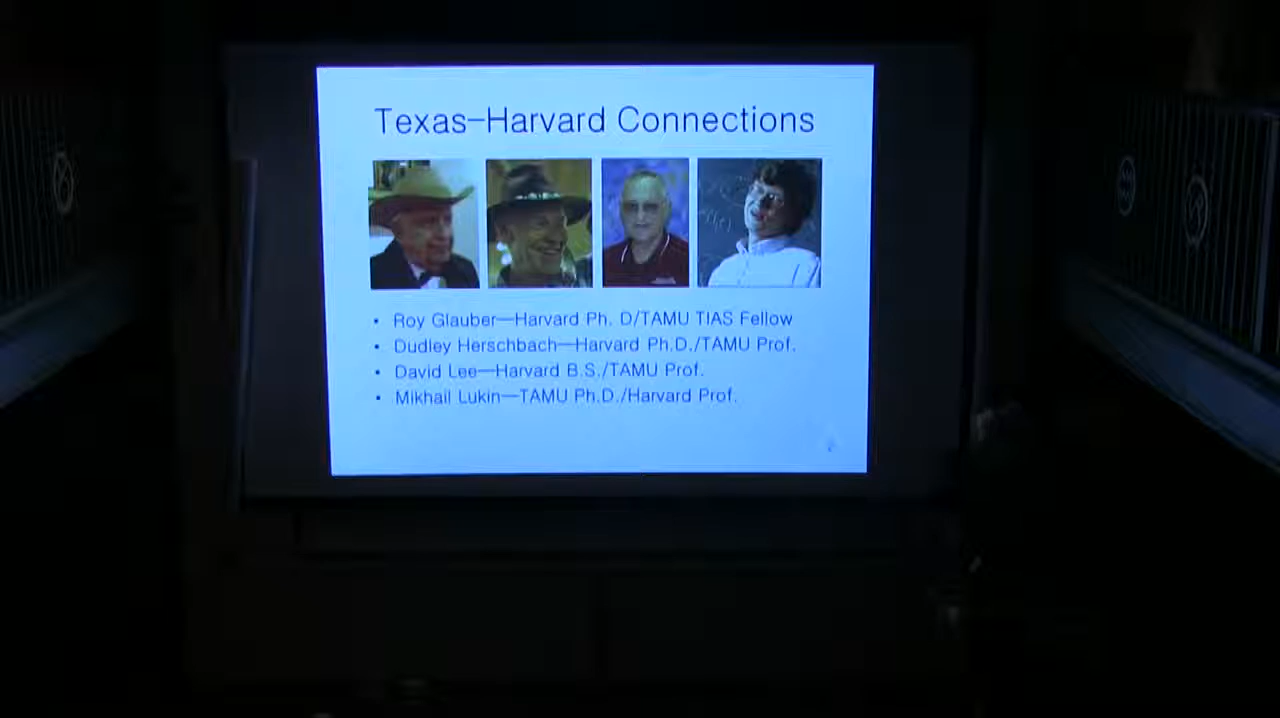 Texas–Harvard Connections
• Roy Glauber—Harvard Ph. D/TAMU TIAS Fellow
• Dudley Herschbach—Harvard Ph.D./TAMU Prof.
• David Lee—Harvard B.S./TAMU Prof.
• Mikhail Lukin—TAMU Ph.D./Harvard Prof.